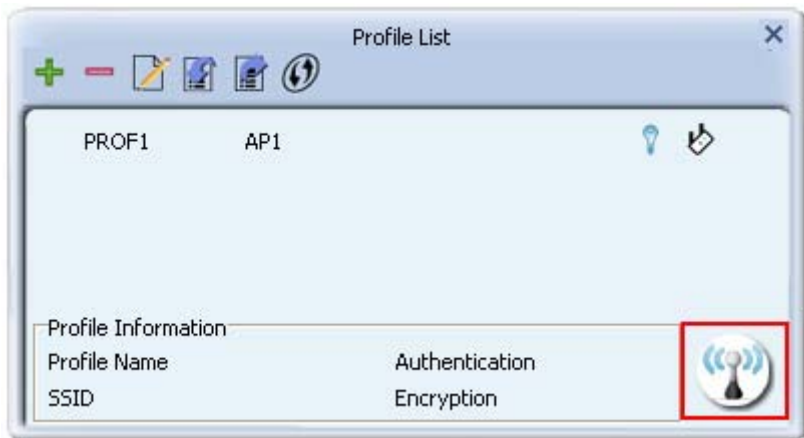 Profile List
PROF1 AP1
Profile Information
Profile Name Authentication
SSID Encryption